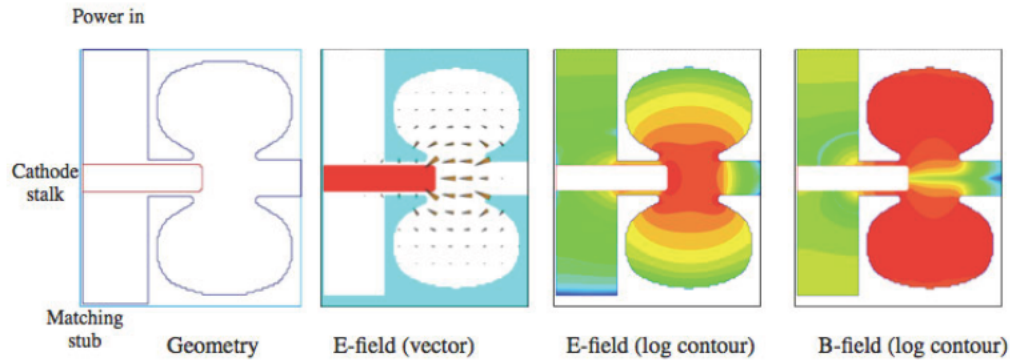 Power in
Cathode
stalk
Matching
stub
Geometry
E-field (vector)
E-field (log contour)
B-field (log contour)